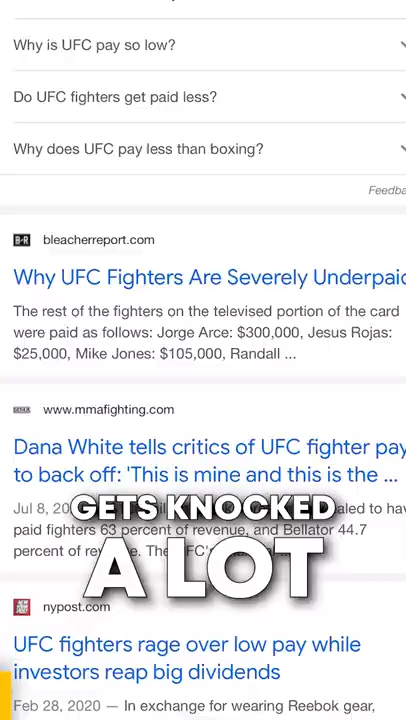 Why is UFC pay so low?
Do UFC fighters get paid less?
Why does UFC pay less than boxing?
Feedba
B-R bleacherreport.com
Why UFC Fighters Are Severely Underpaid
The rest of the fighters on the televised portion of the card
were paid as follows: Jorge Arce: $300,000, Jesus Rojas:
$25,000, Mike Jones: $105,000, Randall ...
www.mmafighting.com
Dana White tells critics of UFC fighter pay
to back off: 'This is mine and this is the ...
Jul 8, 20
GETS KNOCKED
aled to hav
paid fighters 63 percent of revenue, and Bellator 44.7
percent of
The
A LOT
nypost.com
UFC fighters rage over low pay while
investors reap big dividends
Feb 28, 2020 — In exchange for wearing Reebok gear,